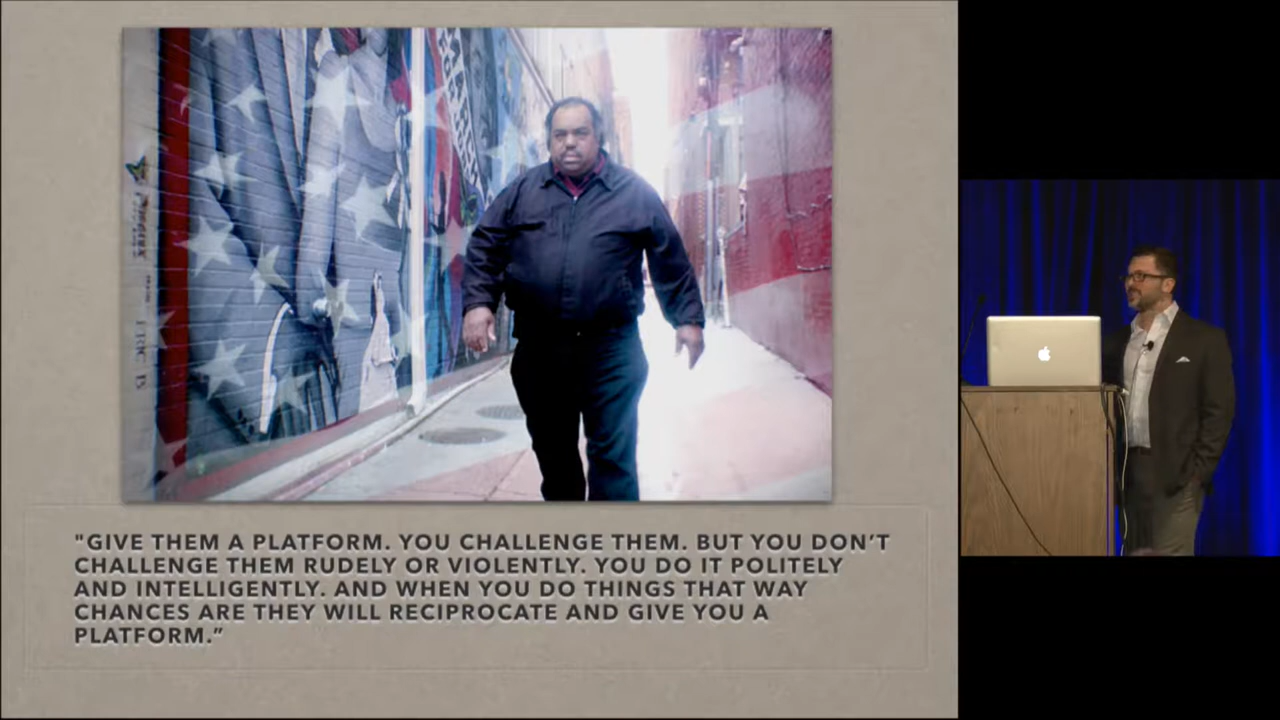 "GIVE THEM A PLATFORM. YOU CHALLENGE THEM. BUT YOU DON'T
CHALLENGE THEM RUDELY OR VIOLENTLY. YOU DO IT POLITELY
AND INTELLIGENTLY. AND WHEN YOU DO THINGS THAT WAY
CHANCES ARE THEY WILL RECIPROCATE AND GIVE YOU A
PLATFORM."